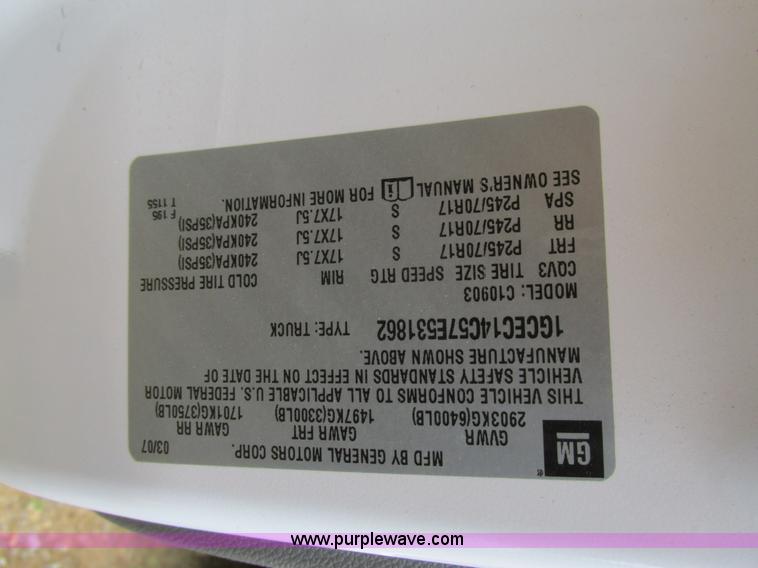 GM
MFD BY GENERAL MOTORS CORP.
03/07
GVWR GAWR FRT GAWR RR
2903KG(6400LB) 1497KG(3300LB) 1701KG(3750LB)
THIS VEHICLE CONFORMS TO ALL APPLICABLE U.S. FEDERAL MOTOR
VEHICLE SAFETY STANDARDS IN EFFECT ON THE DATE OF
MANUFACTURE SHOWN ABOVE.
1GCEC14C57E531862 TYPE: TRUCK
MODEL: C10903
CQV3 TIRE SIZE SPEED RTG RIM COLD TIRE PRESSURE
FRT P245/70R17 S 17X7.5J 240KPA(35PSI)
RR P245/70R17 S 17X7.5J 240KPA(35PSI)
SPA P245/70R17 S 17X7.5J 240KPA(35PSI)
SEE OWNER'S MANUAL i FOR MORE INFORMATION.
F 195
T 1155
www.purplewave.com